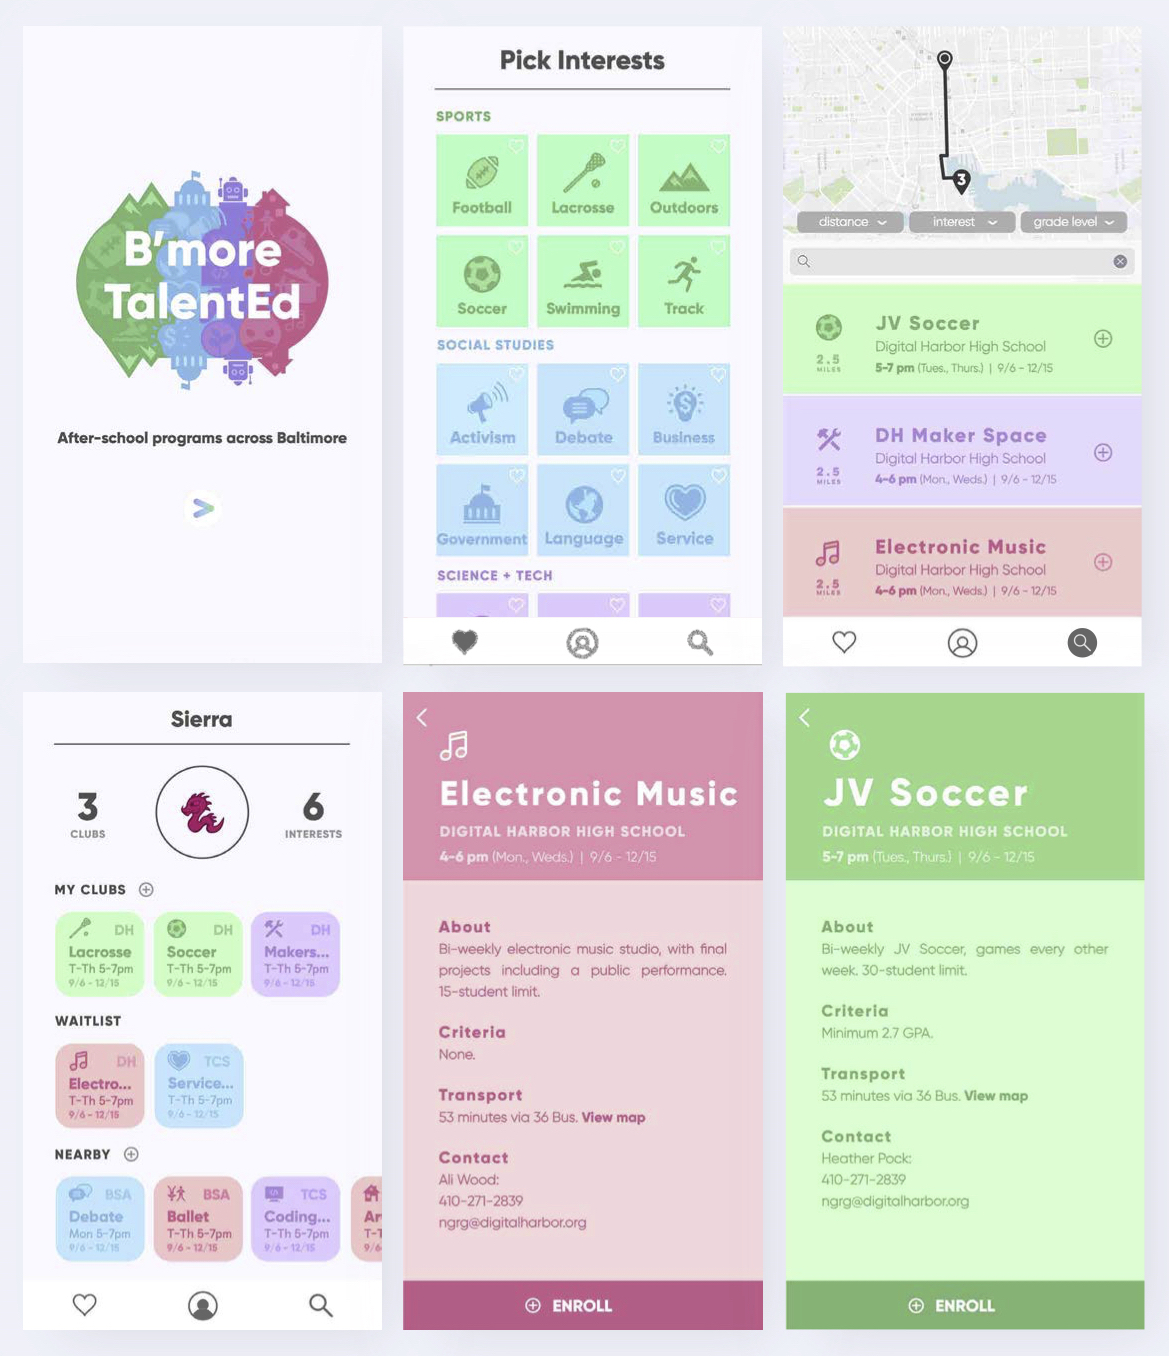 B'more
TalentEd
After-school programs across Baltimore
Pick Interests
SPORTS
Football
Lacrosse
Outdoors
Soccer
Swimming
Track
SOCIAL STUDIES
Activism
Debate
Business
Government
Language
Service
SCIENCE + TECH
3
distance
interest
grade level
JV Soccer
Digital Harbor High School
2.5
MILES
5-7 pm (Tues., Thurs.) | 9/6 - 12/15
DH Maker Space
Digital Harbor High School
2.5
MILES
4-6 pm (Mon., Weds.) | 9/6 - 12/15
Electronic Music
Digital Harbor High School
2.5
MILES
4-6 pm (Mon., Weds.) | 9/6 - 12/15
Sierra
3
CLUBS
6
INTERESTS
MY CLUBS
DH
Lacrosse
T-Th 5-7pm
9/6 - 12/15
DH
Soccer
T-Th 5-7pm
9/6 - 12/15
DH
Makers...
T-Th 5-7pm
9/6 - 12/15
WAITLIST
DH
Electro...
T-Th 5-7pm
9/6 - 12/15
TCS
Service...
T-Th 5-7pm
9/6 - 12/15
NEARBY
BSA
Debate
Mon 5-7pm
9/6 - 12/15
BSA
Ballet
T-Th 5-7pm
9/6 - 12/15
TCS
Coding...
T-Th 5-7pm
9/6 - 12/15
Electronic Music
DIGITAL HARBOR HIGH SCHOOL
4-6 pm (Mon., Weds.) | 9/6 - 12/15
About
Bi-weekly electronic music studio, with final
projects including a public performance.
15-student limit.
Criteria
None.
Transport
53 minutes via 36 Bus. View map
Contact
Ali Wood:
410-271-2839
ngrg@digitalharbor.org
ENROLL
JV Soccer
DIGITAL HARBOR HIGH SCHOOL
5-7 pm (Tues., Thurs.) | 9/6 - 12/15
About
Bi-weekly JV Soccer, games every other
week. 30-student limit.
Criteria
Minimum 2.7 GPA.
Transport
53 minutes via 36 Bus. View map
Contact
Heather Pock:
410-271-2839
ngrg@digitalharbor.org
ENROLL